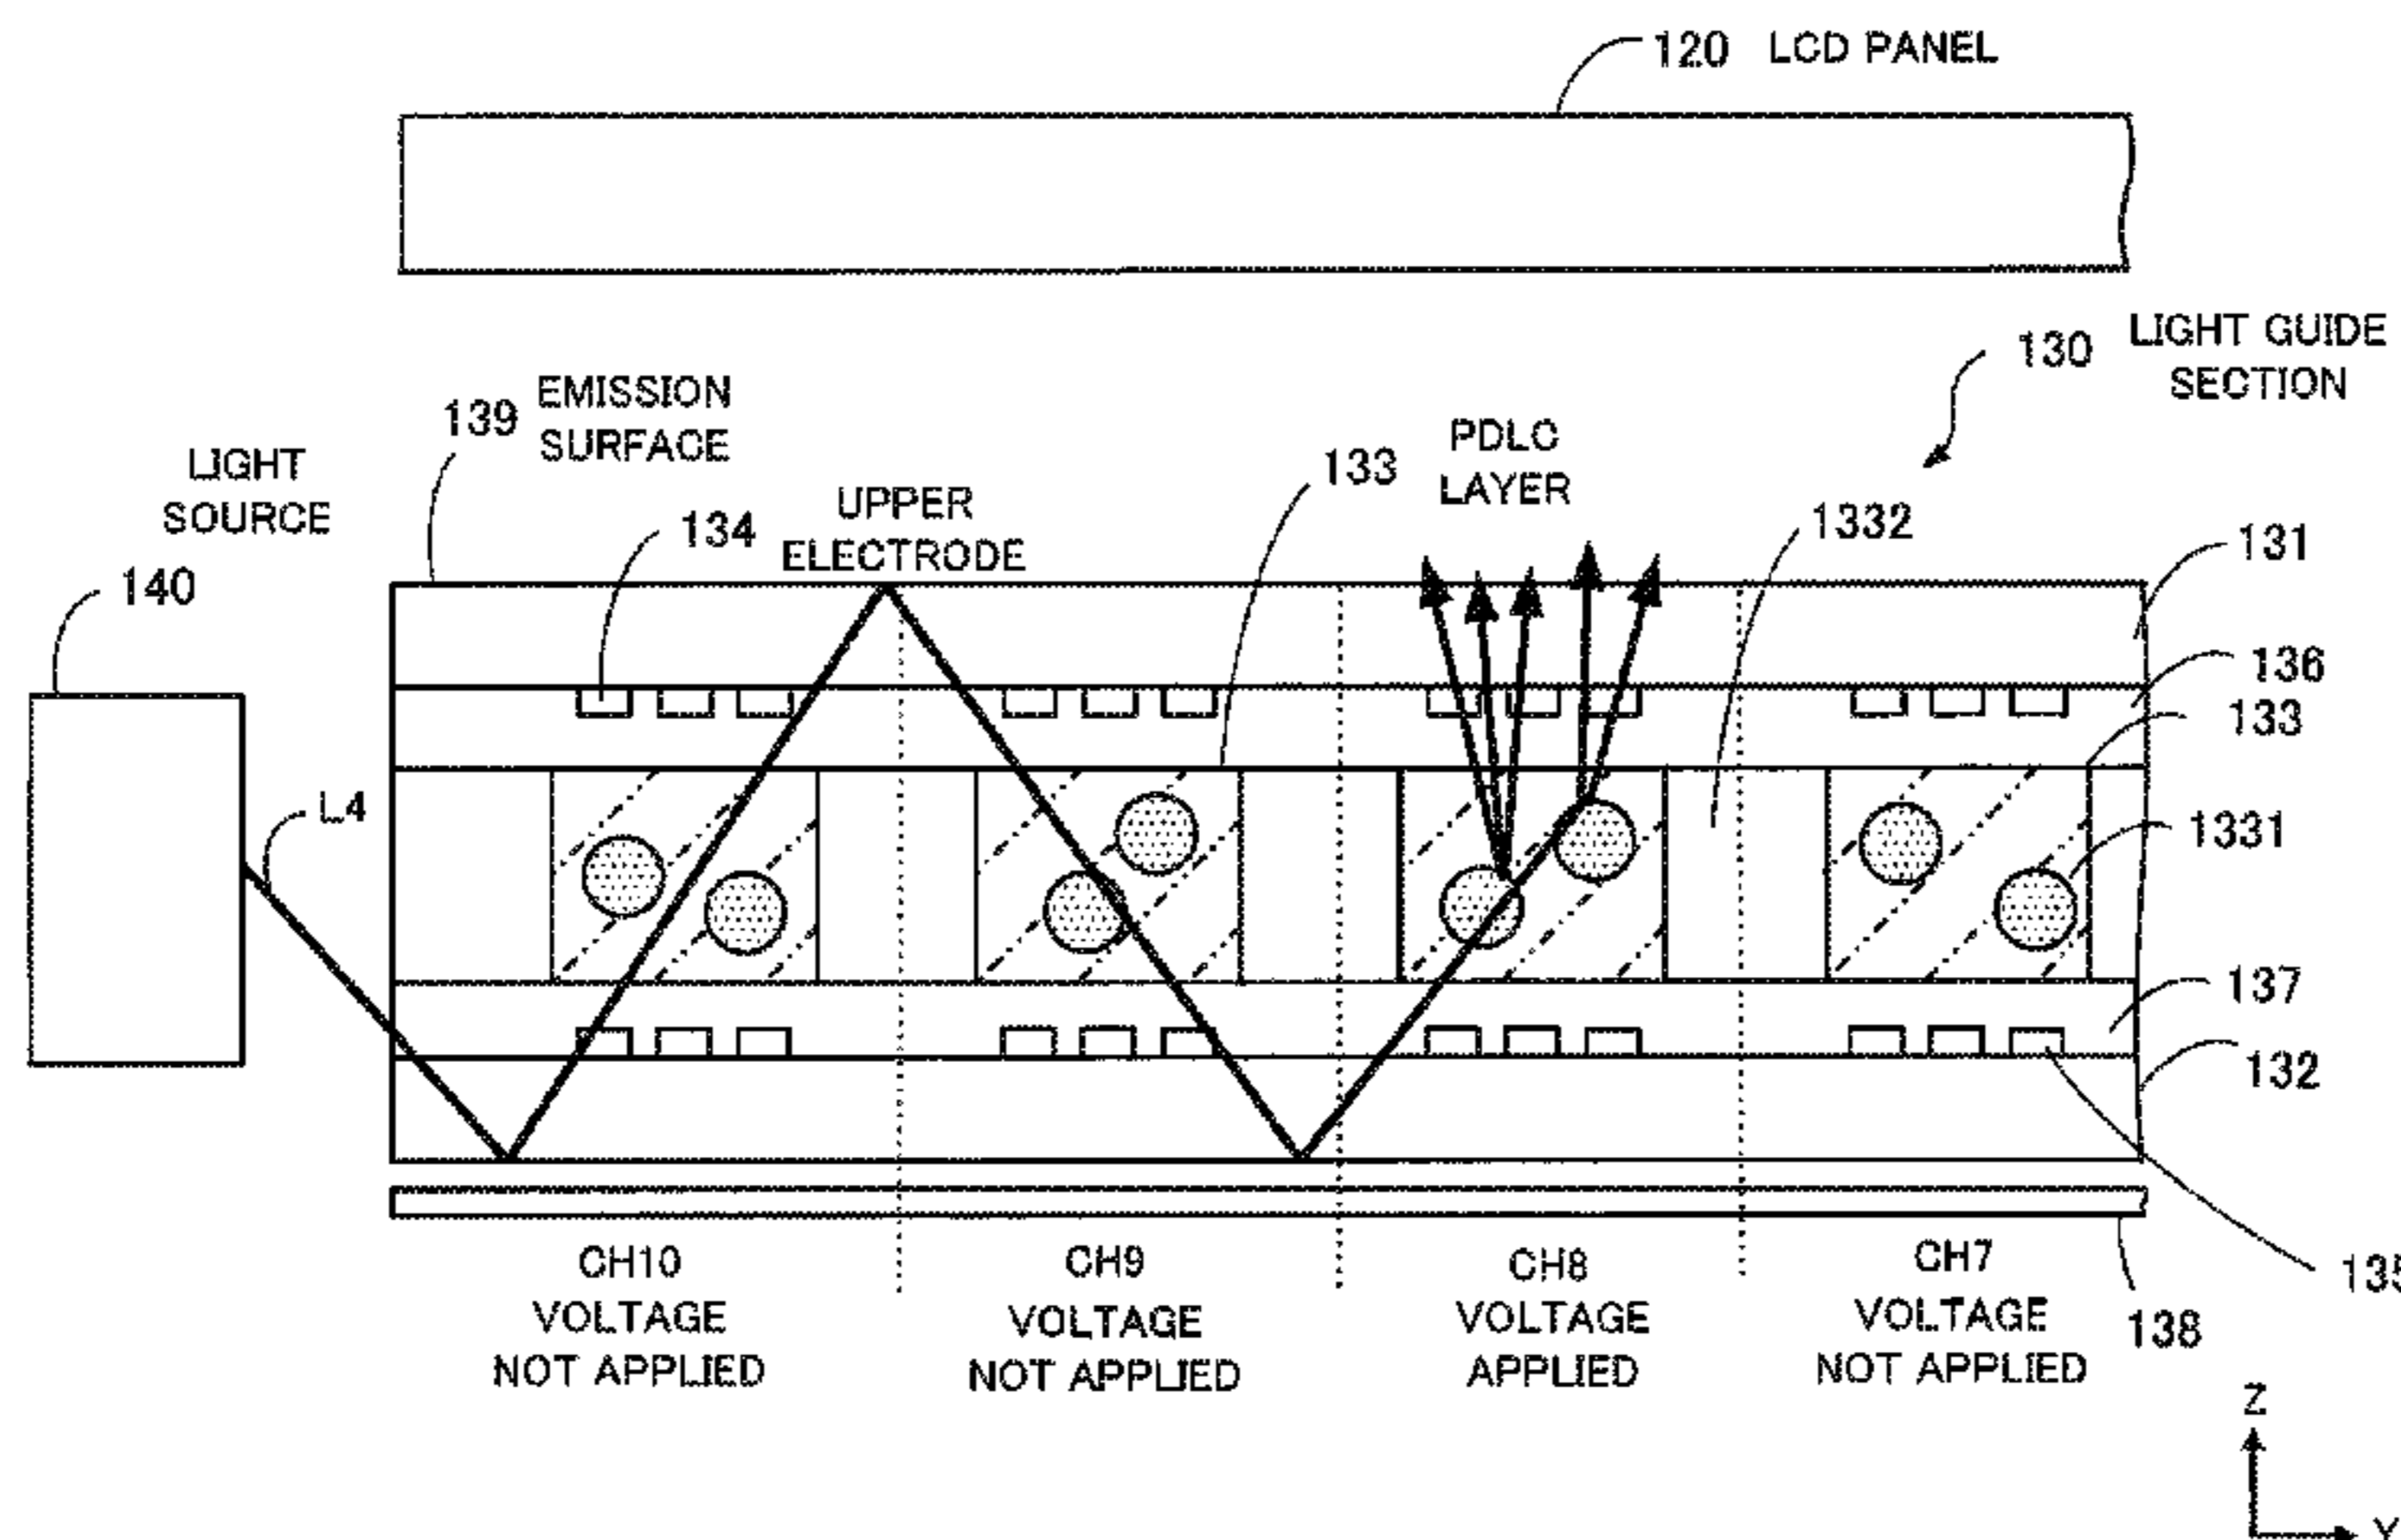 120 LCD PANEL
130 LIGHT GUIDE
SECTION
139 EMISSION
SURFACE
LIGHT
SOURCE
134
UPPER
ELECTRODE
133
PDLC
LAYER
1332
131
140
136
133
L4
1331
137
132
135
138
CH10
VOLTAGE
NOT APPLIED
CH9
VOLTAGE
NOT APPLIED
CH8
VOLTAGE
APPLIED
CH7
VOLTAGE
NOT APPLIED
Z
Y